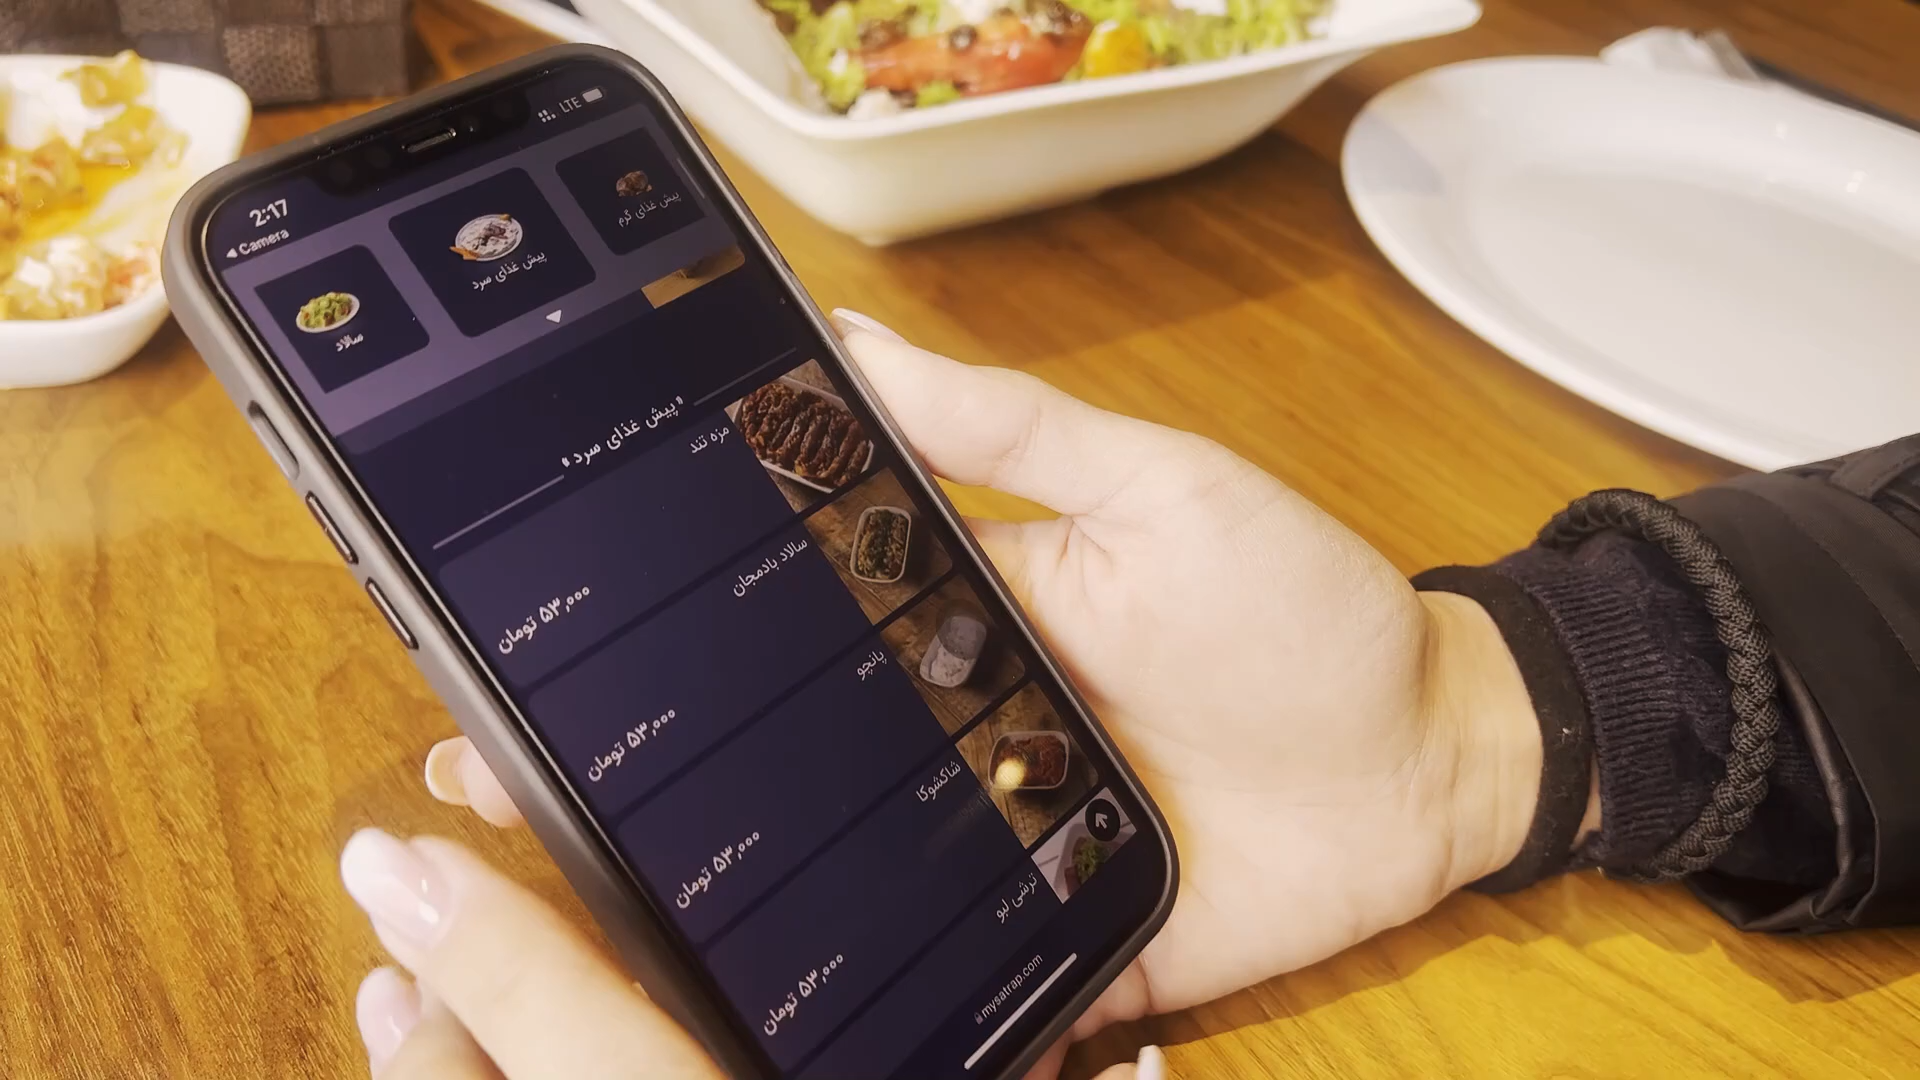 2:17
LTE
◀ Camera
پیش غذای گرم
پیش غذای سرد
سالاد
« پیش غذای سرد »
مزه تند
۵۳,۰۰۰ تومان
سالاد بادمجان
۵۳,۰۰۰ تومان
پانچو
۵۳,۰۰۰ تومان
شاکشوکا
۵۳,۰۰۰ تومان
ترشی لبو
mysatrap.com